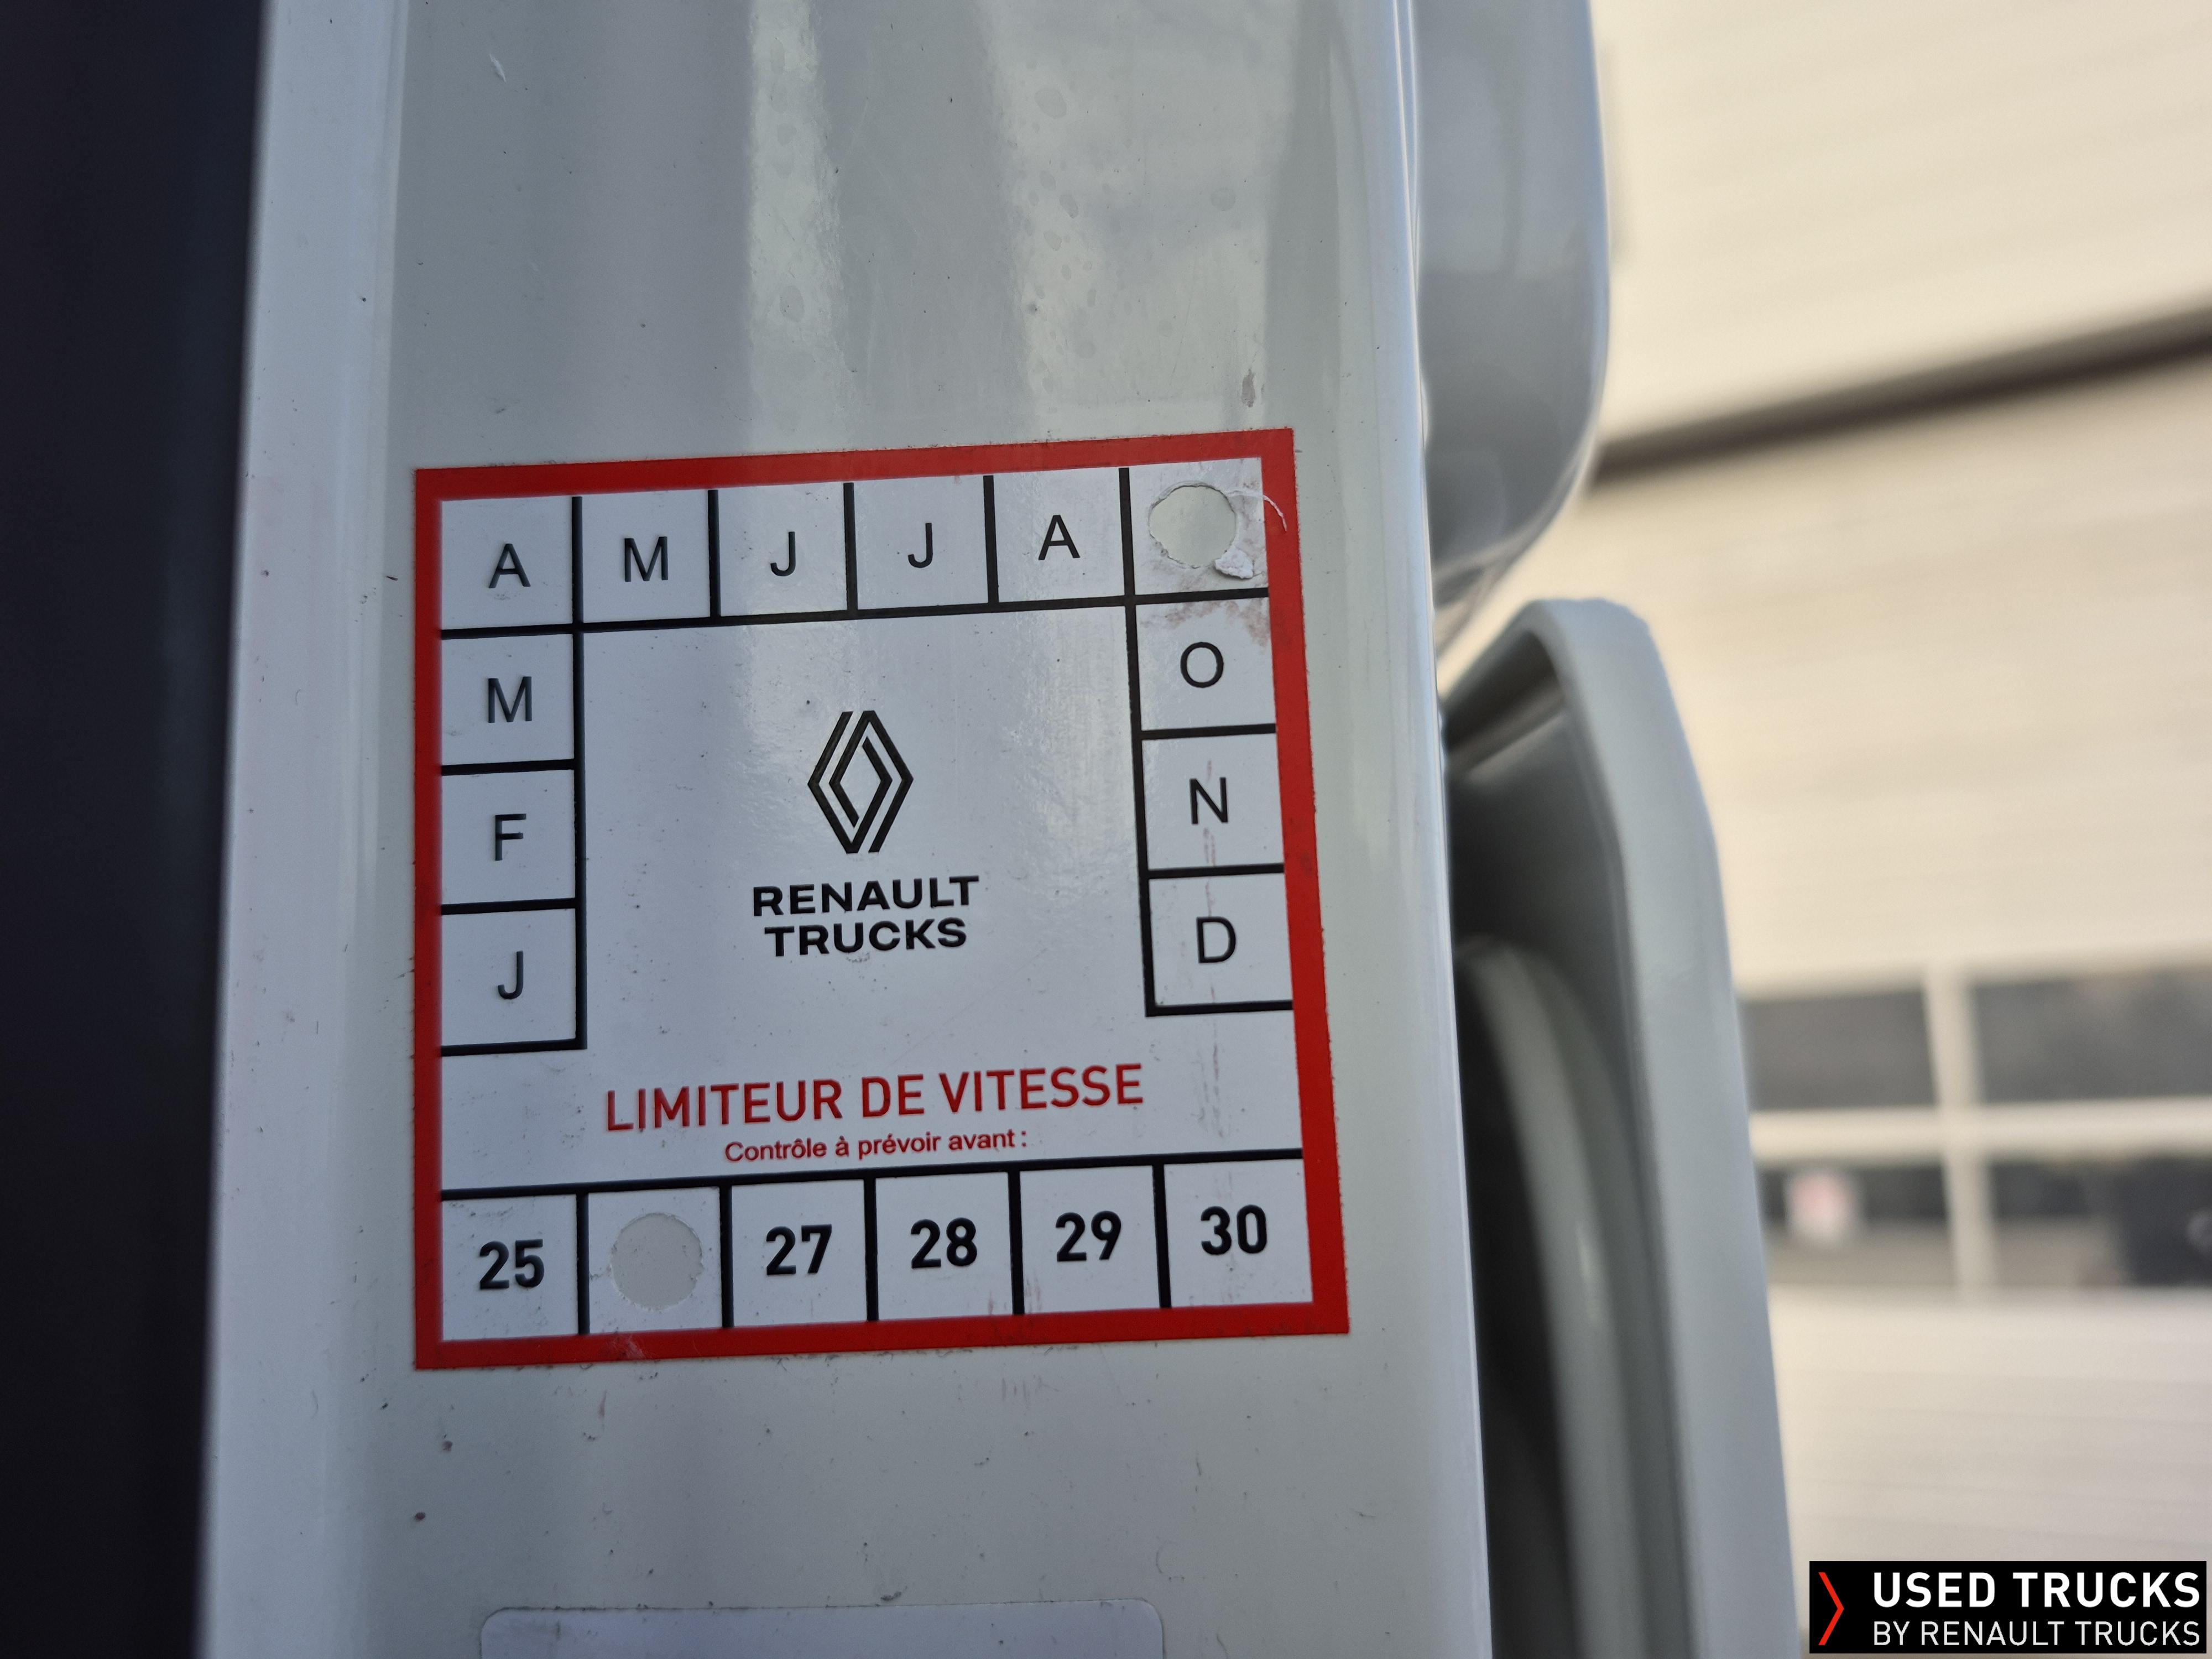 A M J J A
M O
F N
J D
RENAULT
TRUCKS
LIMITEUR DE VITESSE
Contrôle à prévoir avant :
25 27 28 29 30
USED TRUCKS
BY RENAULT TRUCKS